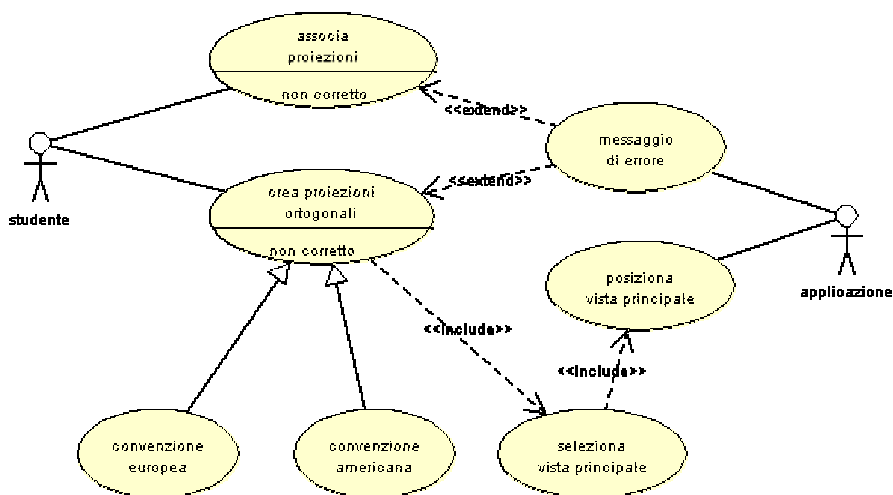 associa
proiezioni
non corretto
<<extend>>
messaggio
di errore
<<extend>>
crea proiezioni
ortogonali
non corretto
studente
posiziona
vista principale
applicazione
<<include>>
<<include>>
convenzione
europea
convenzione
americana
seleziona
vista principale